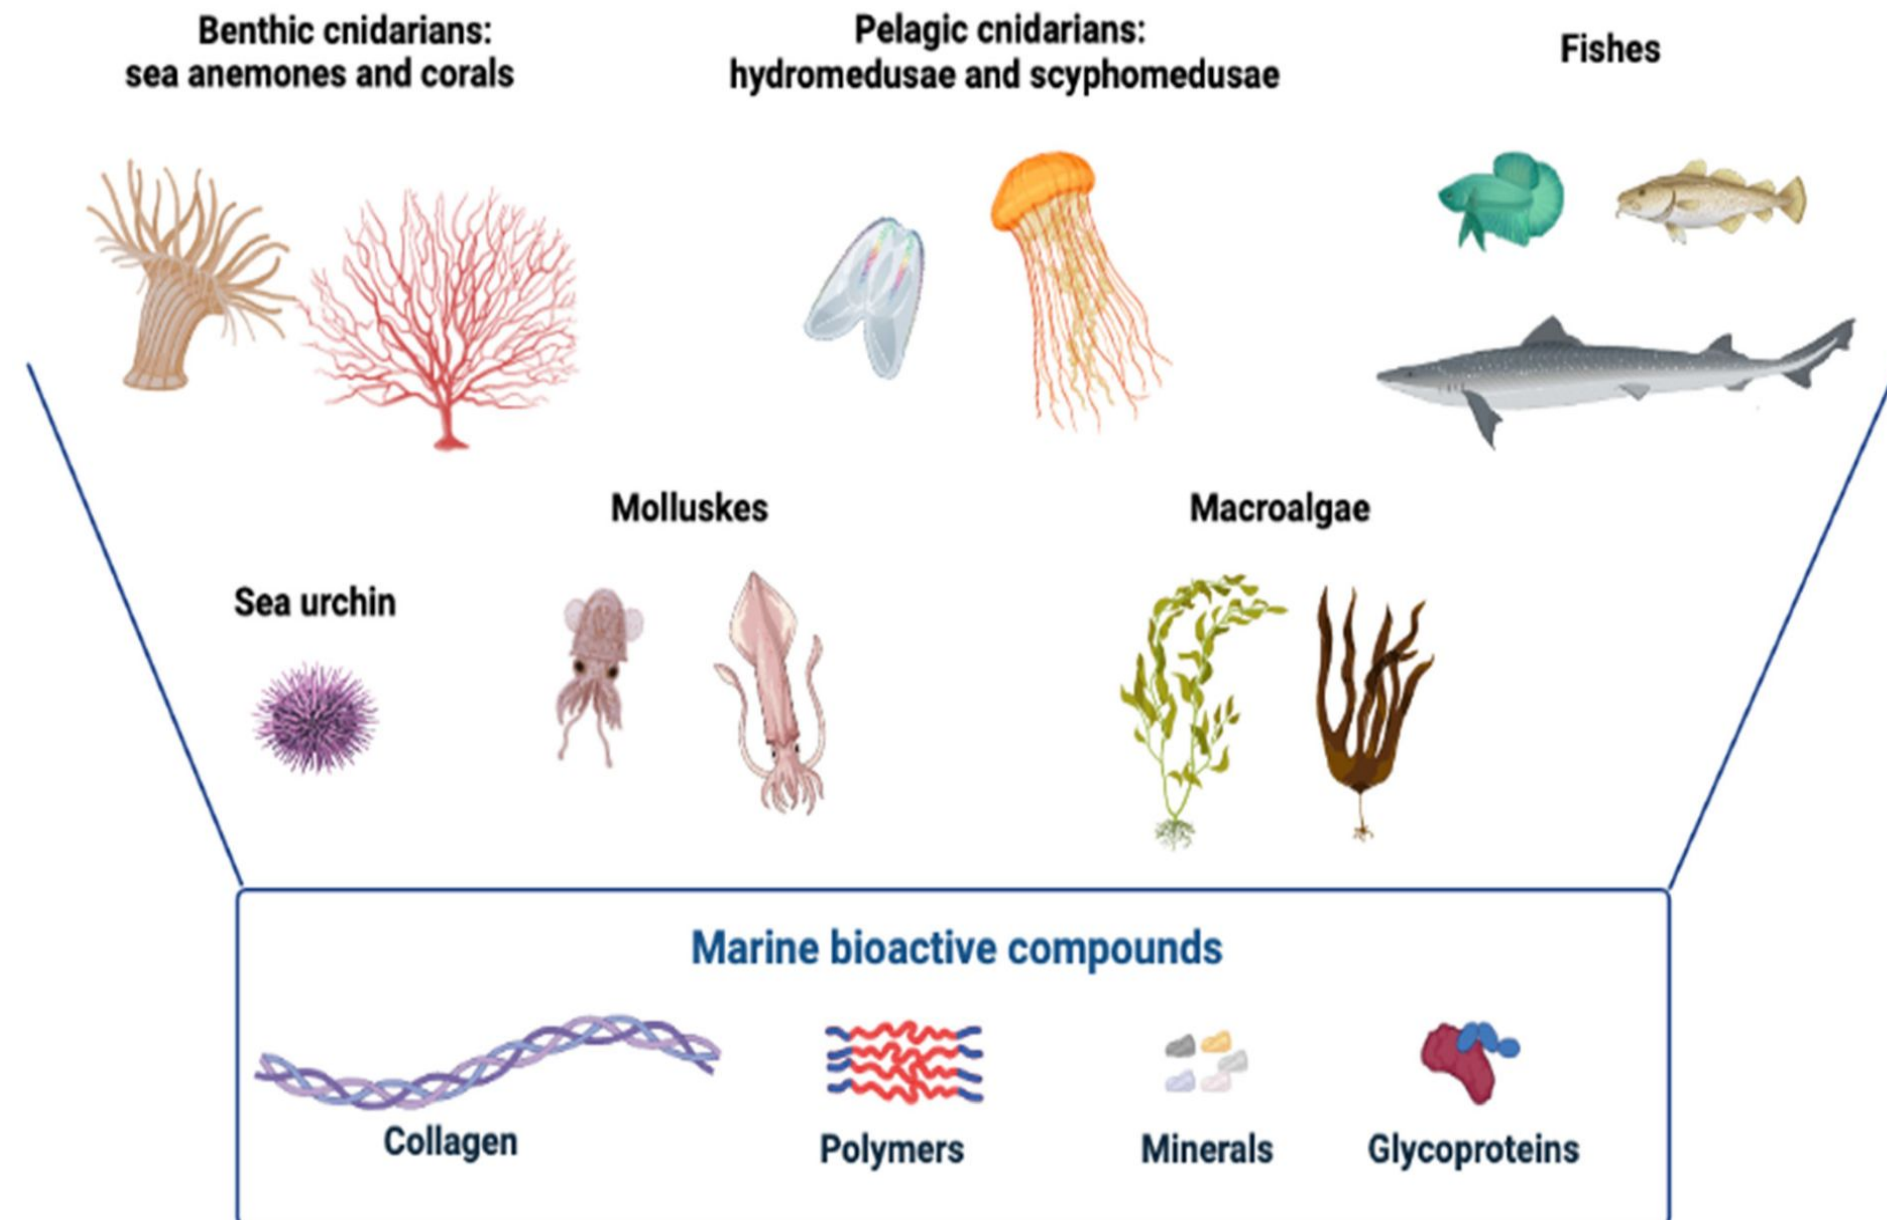 Benthic cnidarians:
sea anemones and corals
Pelagic cnidarians:
hydromedusae and scyphomedusae
Fishes
Molluskes
Macroalgae
Sea urchin
Marine bioactive compounds
Collagen
Polymers
Minerals
Glycoproteins